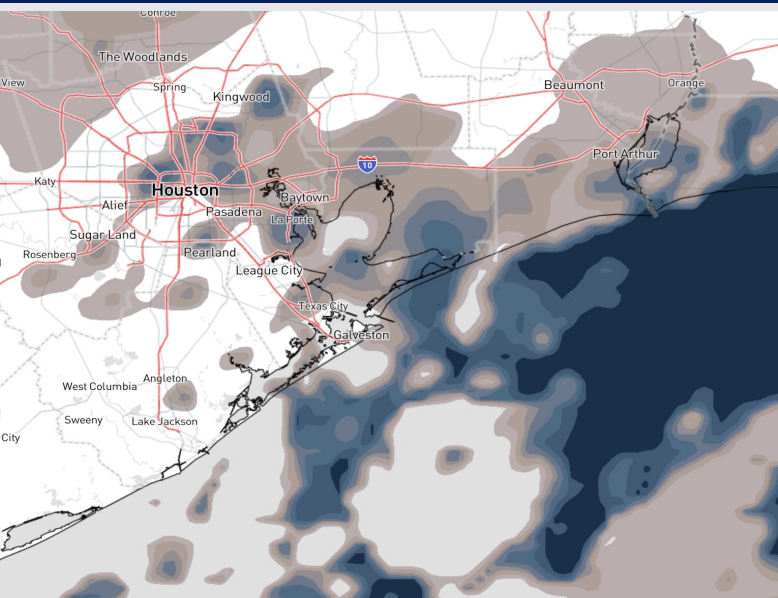 Conroe
The Woodlands
View
Spring
Kingwood
Beaumont
Orange
Port Arthur
10
Katy
Houston
Baytown
Alief
Pasadena
La Porte
Sugar Land
Pearland
Rosenberg
League City
Texas City
Galveston
West Columbia
Angleton
Sweeny
Lake Jackson
City